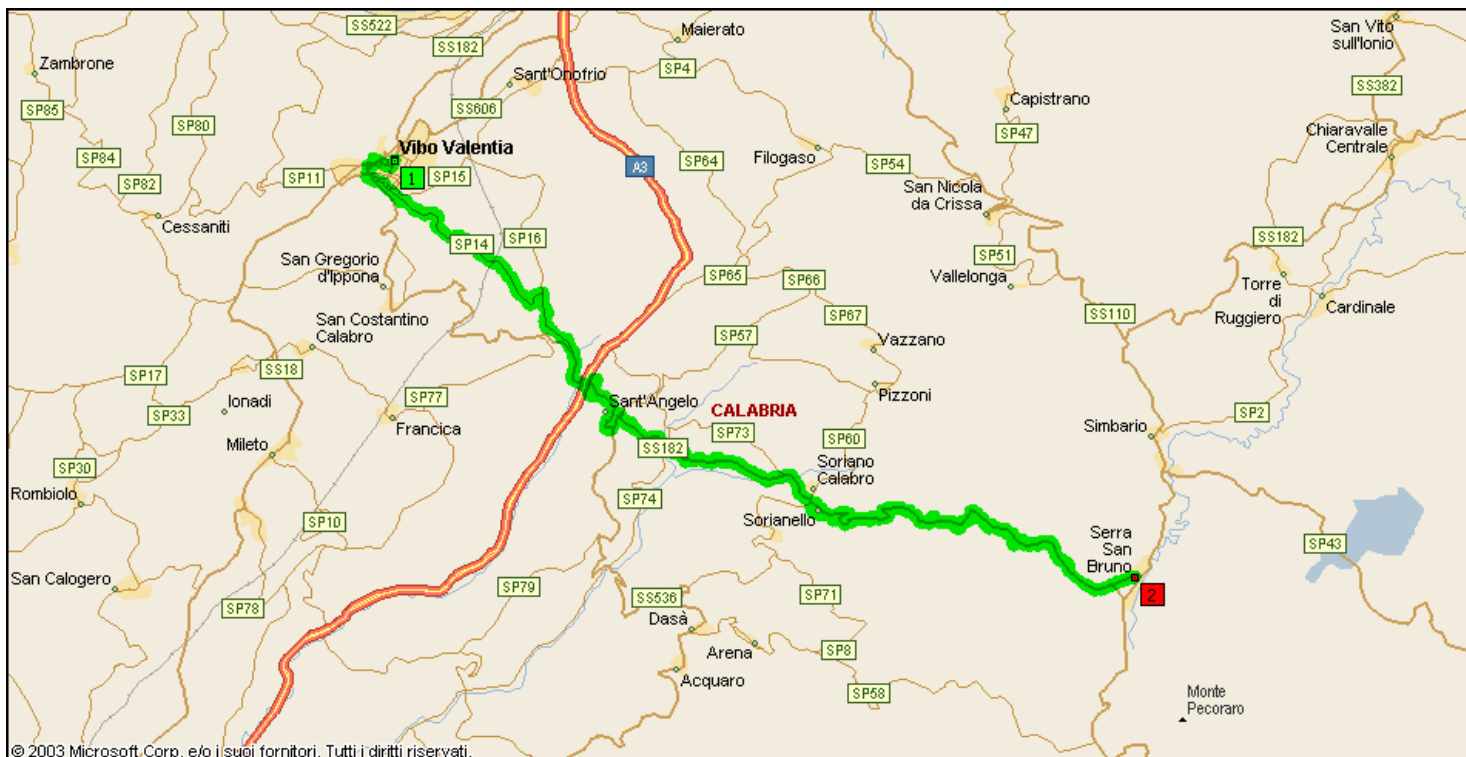 SS522
Maierato
San Vito
sull'Ionio
SS182
Zambrone
SP4
Sant'Onofrio
SS382
SP85
SS606
Capistrano
SP80
SP47
Chiaravalle
Centrale
Vibo Valentia
SP84
SP64
Filogaso
SP54
A3
SP11
1
SP15
SP82
San Nicola
da Crissa
Cessaniti
SP14
SP16
SS182
San Gregorio
d'Ippona
SP51
SP65
Vallelonga
SP66
Torre
di
Ruggiero
Cardinale
San Costantino
Calabro
SP67
SS110
SP57
Vazzano
SS18
SP17
Pizzoni
Ionadi
SP77
Sant'Angelo
CALABRIA
SP33
SP2
Francica
SP73
SP60
Simbario
Mileto
SS182
SP30
Soriano
Calabro
Rombiolo
SP74
SP10
Sorianello
Serra
San
Bruno
SP43
San Calogero
SP79
SS536
SP71
2
SP78
Dasà
Arena
SP8
Acquaro
SP58
Monte
Pecoraro
© 2003 Microsoft Corp. e/o i suoi fornitori. Tutti i diritti riservati.